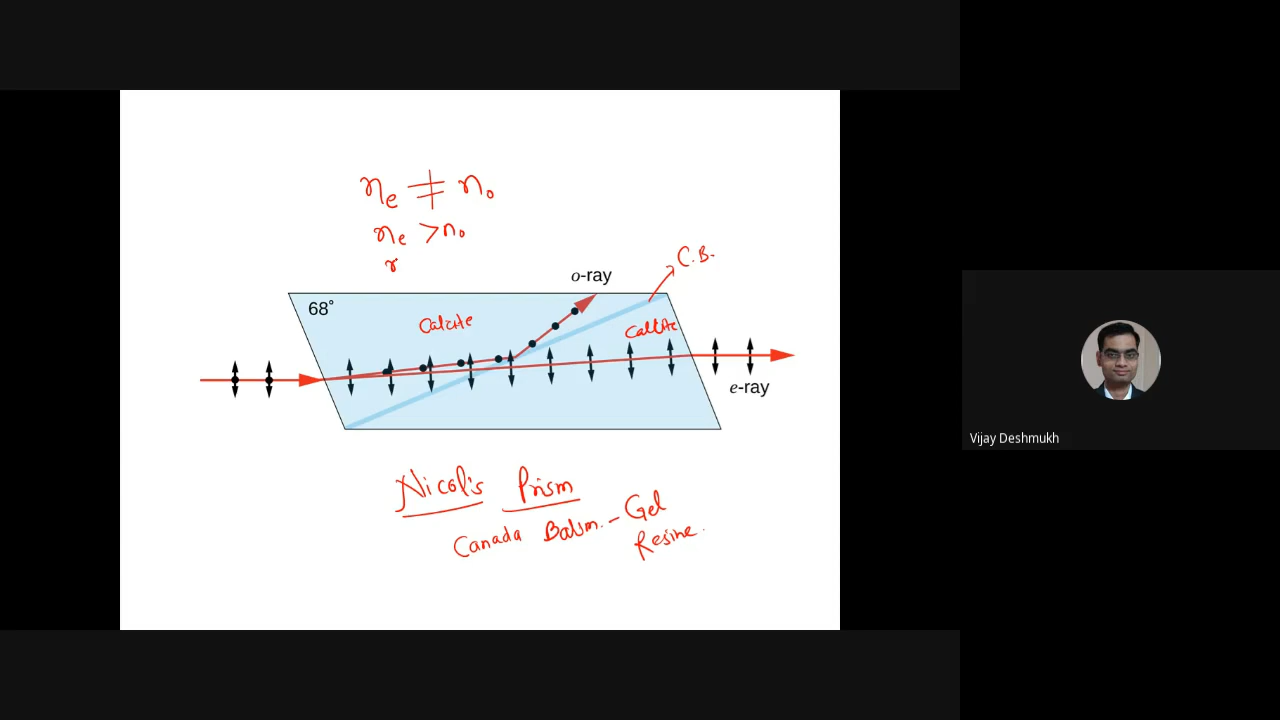 ne ≠ no
ne > no
r
C.B.
o-ray
68°
Calcite
Calcite
e-ray
Nicol's Prism
Canada Balsm. - Gel
Resine.
Vijay Deshmukh